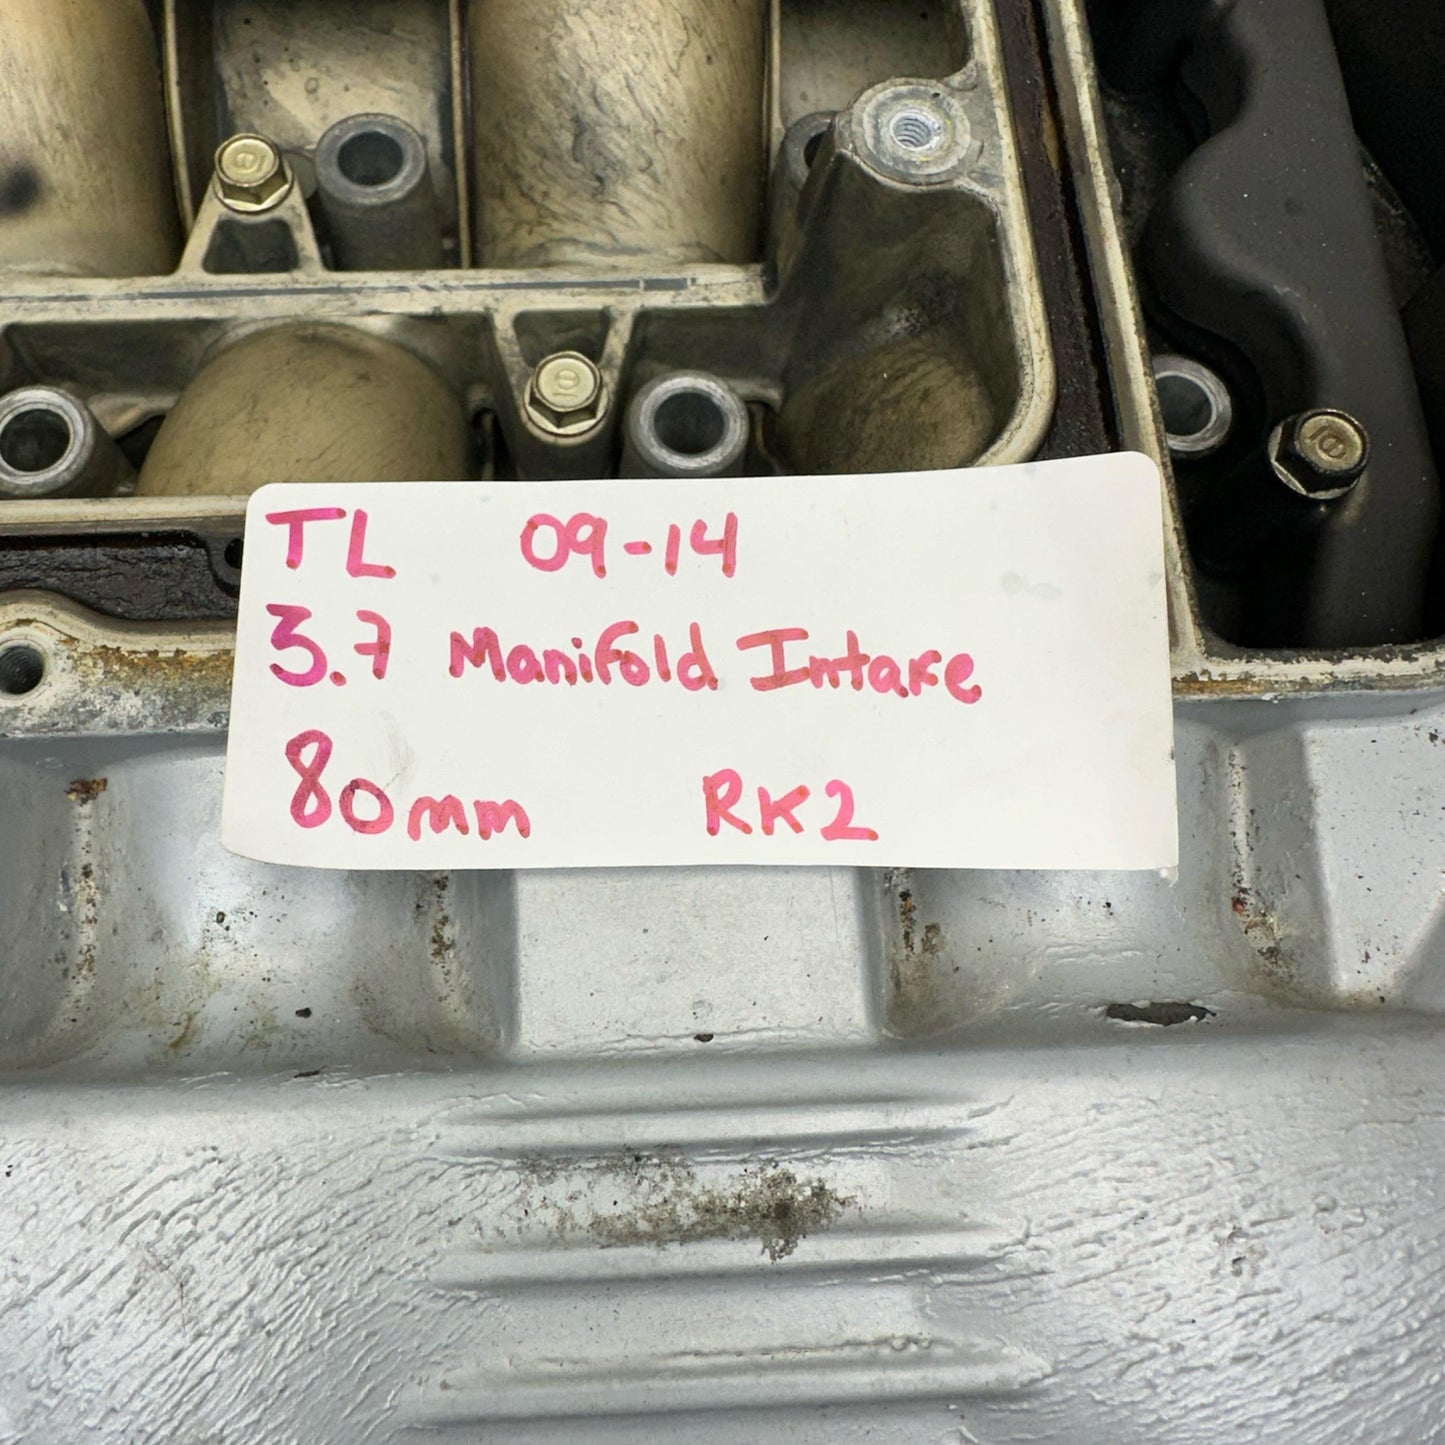 TL 09-14
3.7 Manifold Intake
80mm RK2